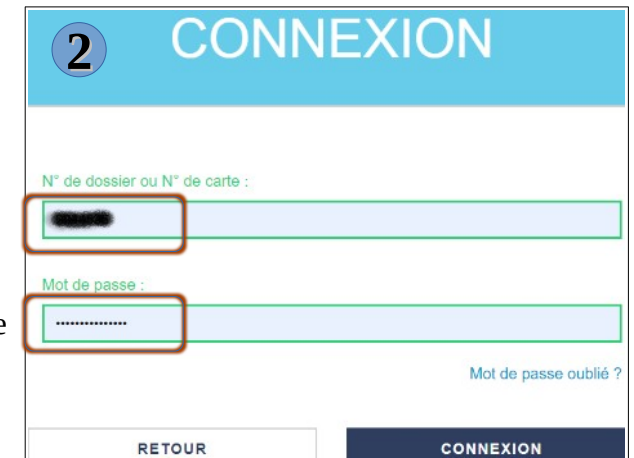 2
CONNEXION
N° de dossier ou N° de carte :
Mot de passe :
e
Mot de passe oublié ?
RETOUR
CONNEXION